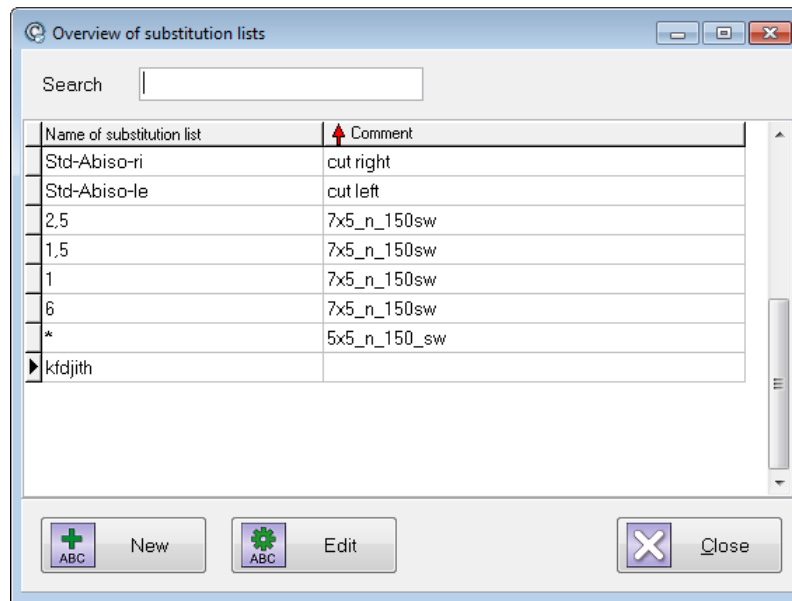 Overview of substitution lists
Search
Name of substitution list Comment
Std-Abiso-ri cut right
Std-Abiso-le cut left
2,5 7x5_n_150sw
1,5 7x5_n_150sw
1 7x5_n_150sw
6 7x5_n_150sw
* 5x5_n_150_sw
kfdjith
ABC New ABC Edit Close